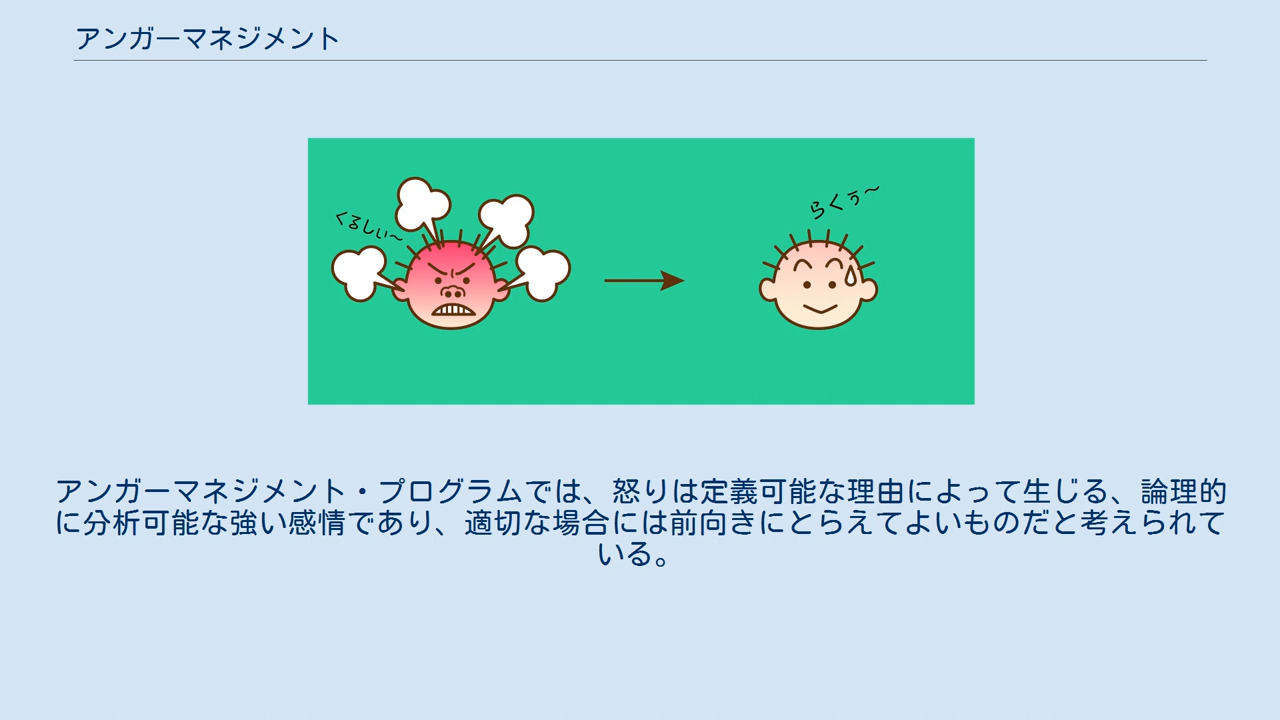 アンガーマネジメント
くるしぃ〜
らくぅ〜
アンガーマネジメント・プログラムでは、怒りは定義可能な理由によって生じる、論理的
に分析可能な強い感情であり、適切な場合には前向きにとらえてよいものだと考えられて
いる。